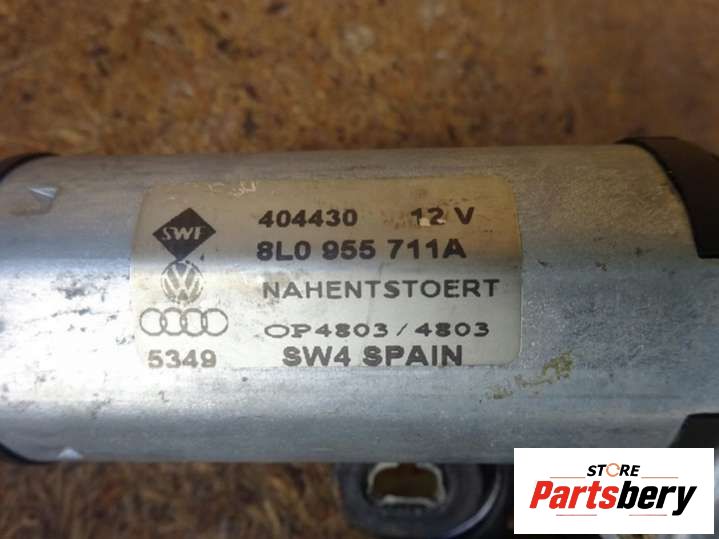 SWF
404430 12 V
8L0 955 711A
NAHENTSTOERT
OP4803/4803
5349
SW4 SPAIN
STORE
Partsbery